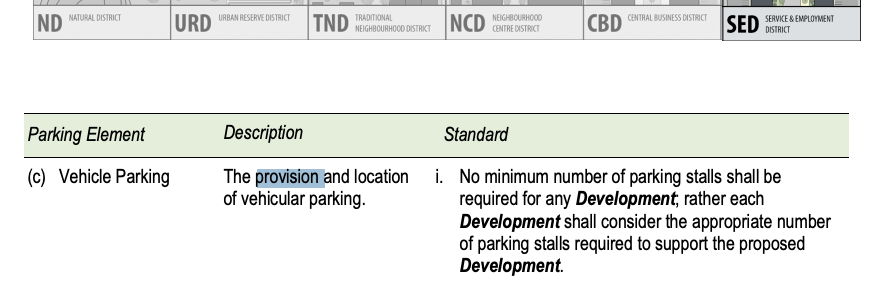 ND NATURAL DISTRICT
URD URBAN RESERVE DISTRICT
TND TRADITIONAL
NEIGHBOURHOOD DISTRICT
NCD NEIGHBOURHOOD
CENTRE DISTRICT
CBD CENTRAL BUSINESS DISTRICT
SED SERVICE & EMPLOYMENT
DISTRICT
Parking Element Description Standard
(c) Vehicle Parking The provision and location i. No minimum number of parking stalls shall be
of vehicular parking. required for any Development; rather each
Development shall consider the appropriate number
of parking stalls required to support the proposed
Development.